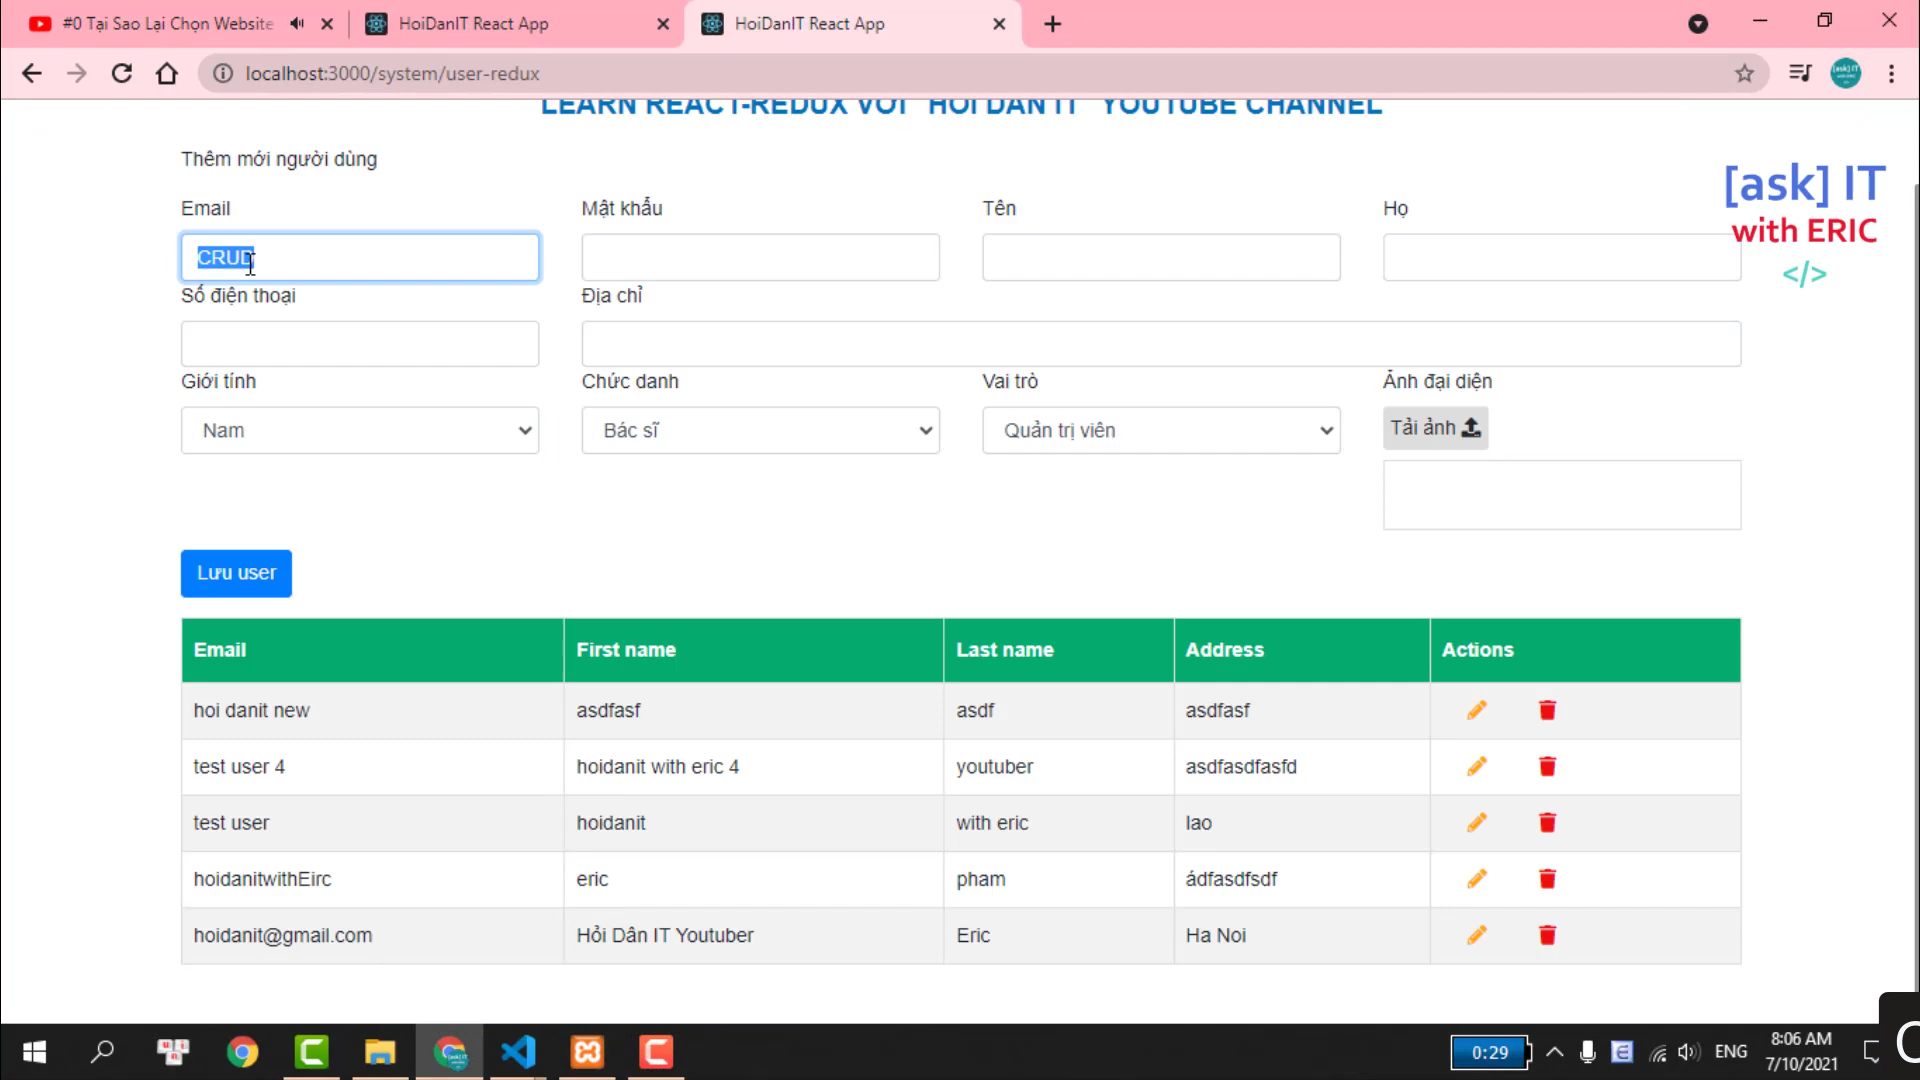 #0 Tại Sao Lại Chọn Website
HoiDanIT React App
HoiDanIT React App
localhost:3000/system/user-redux
LEARN REACT-REDUX VỚI "HỎI DÂN IT" YOUTUBE CHANNEL
[ask] IT
with ERIC
</>
Thêm mới người dùng
Email
Mật khẩu
Tên
Họ
CRUD
Số điện thoại
Địa chỉ
Giới tính
Chức danh
Vai trò
Ảnh đại diện
Nam
Bác sĩ
Quản trị viên
Tải ảnh
Lưu user
Email
First name
Last name
Address
Actions
hoi danit new
asdfasf
asdf
asdfasf
test user 4
hoidanit with eric 4
youtuber
asdfasdfasfd
test user
hoidanit
with eric
lao
hoidanitwithEirc
eric
pham
ádfasdfsdf
hoidanit@gmail.com
Hỏi Dân IT Youtuber
Eric
Ha Noi
0:29
ENG
8:06 AM
7/10/2021